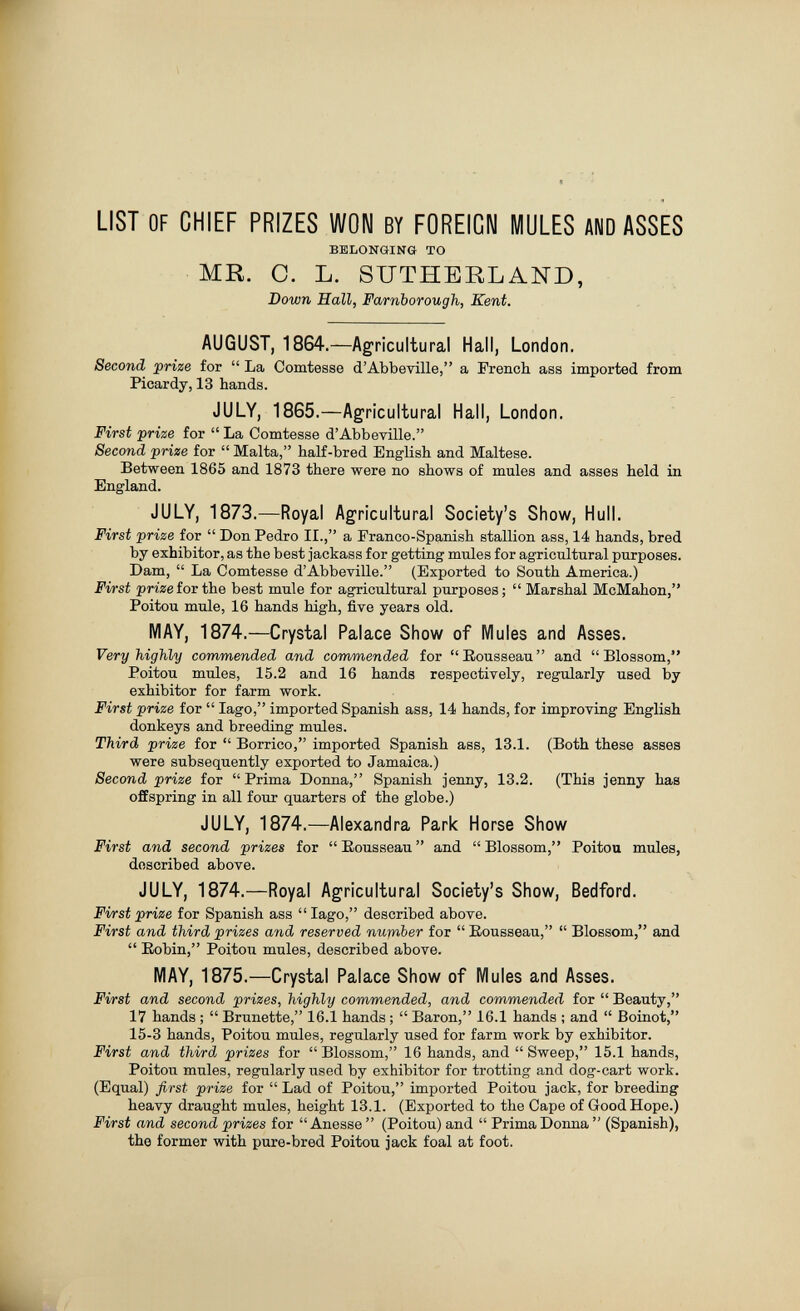 LIST OF CHIEF PRIZES WON BY FOREIGN MULES AND ASSES
BELONGING TO
MR. C. L. SUTHERLAND,
Down Hall, Farnborough, Kent.
AUGUST, 1864.—Agricultural Hall, London.
Second prize for “ La Comtesse d’Abbeville,” a French ass imported from
Picardy, 13 hands.
JULY, 1865.—Agricultural Hall, London.
First prize for “ La Comtesse d’Abbeville.”
Second prize for “ Malta,” half-bred English and Maltese.
Between 1865 and 1873 there were no shows of mules and asses held in
England.
JULY, 1873.—Royal Agricultural Society’s Show, Hull.
First prize for “ Don Pedro II.,” a Franco-Spanish stallion ass, 14 hands, bred
by exhibitor, as the best jackass for getting mules for agricultural purposes.
Dam, “ La Comtesse d’Abbeville.” (Exported to South America.)
First prize for the best mule for agricultural purposes ; “ Marshal McMahon,”
Poitou mule, 16 hands high, five years old.
MAY, 1874.—Crystal Palace Show of Mules and Asses.
Very highly commended and commended for “ Rousseau ” and “ Blossom,”
Poitou mules, 15.2 and 16 hands respectively, regularly used by
exhibitor for farm work.
First prize for “ Iago,” imported Spanish ass, 14 hands, for improving English
donkeys and breeding mules.
Third prize for “ Borrico,” imported Spanish ass, 13.1. (Both these asses
were subsequently exported to Jamaica.)
Second prize for “ Prima Donna,” Spanish jenny, 13.2. (This jenny has
offspring in all four quarters of the globe.)
JULY, 1874.—Alexandra Park Horse Show
First and second prizes for “ Rousseau ” and “ Blossom,” Poitou mules,
described above.
JULY, 1874.—Royal Agricultural Society’s Show, Bedford.
First prize for Spanish ass “ Iago,” described above.
First and third prizes and reserved number for “ Rousseau,” “ Blossom,” and
“ Robin,” Poitou mules, described above.
MAY, 1875.—Crystal Palace Show of Mules and Asses.
First and second prizes, highly commended, and commended for “ Beauty,”
17 hands ; “ Brunette,” 16.1 hands ; “ Baron,” 16.1 hands ; and “ Boinot,”
15-3 hands, Poitou mules, regularly used for farm work by exhibitor.
First and third prizes for “ Blossom,” 16 hands, and “ Sweep,” 15.1 hands,
Poitou mules, regularly used by exhibitor for trotting and dog-cart work.
(Equal) first prize for “ Lad of Poitou,” imported Poitou jack, for breeding
heavy draught mules, height 13.1. (Exported to the Cape of Good Hope.)
First and second prizes for “ Anesse ” (Poitou) and “ Prima Donna ” (Spanish),
the former with pure-bred Poitou jack foal at foot.